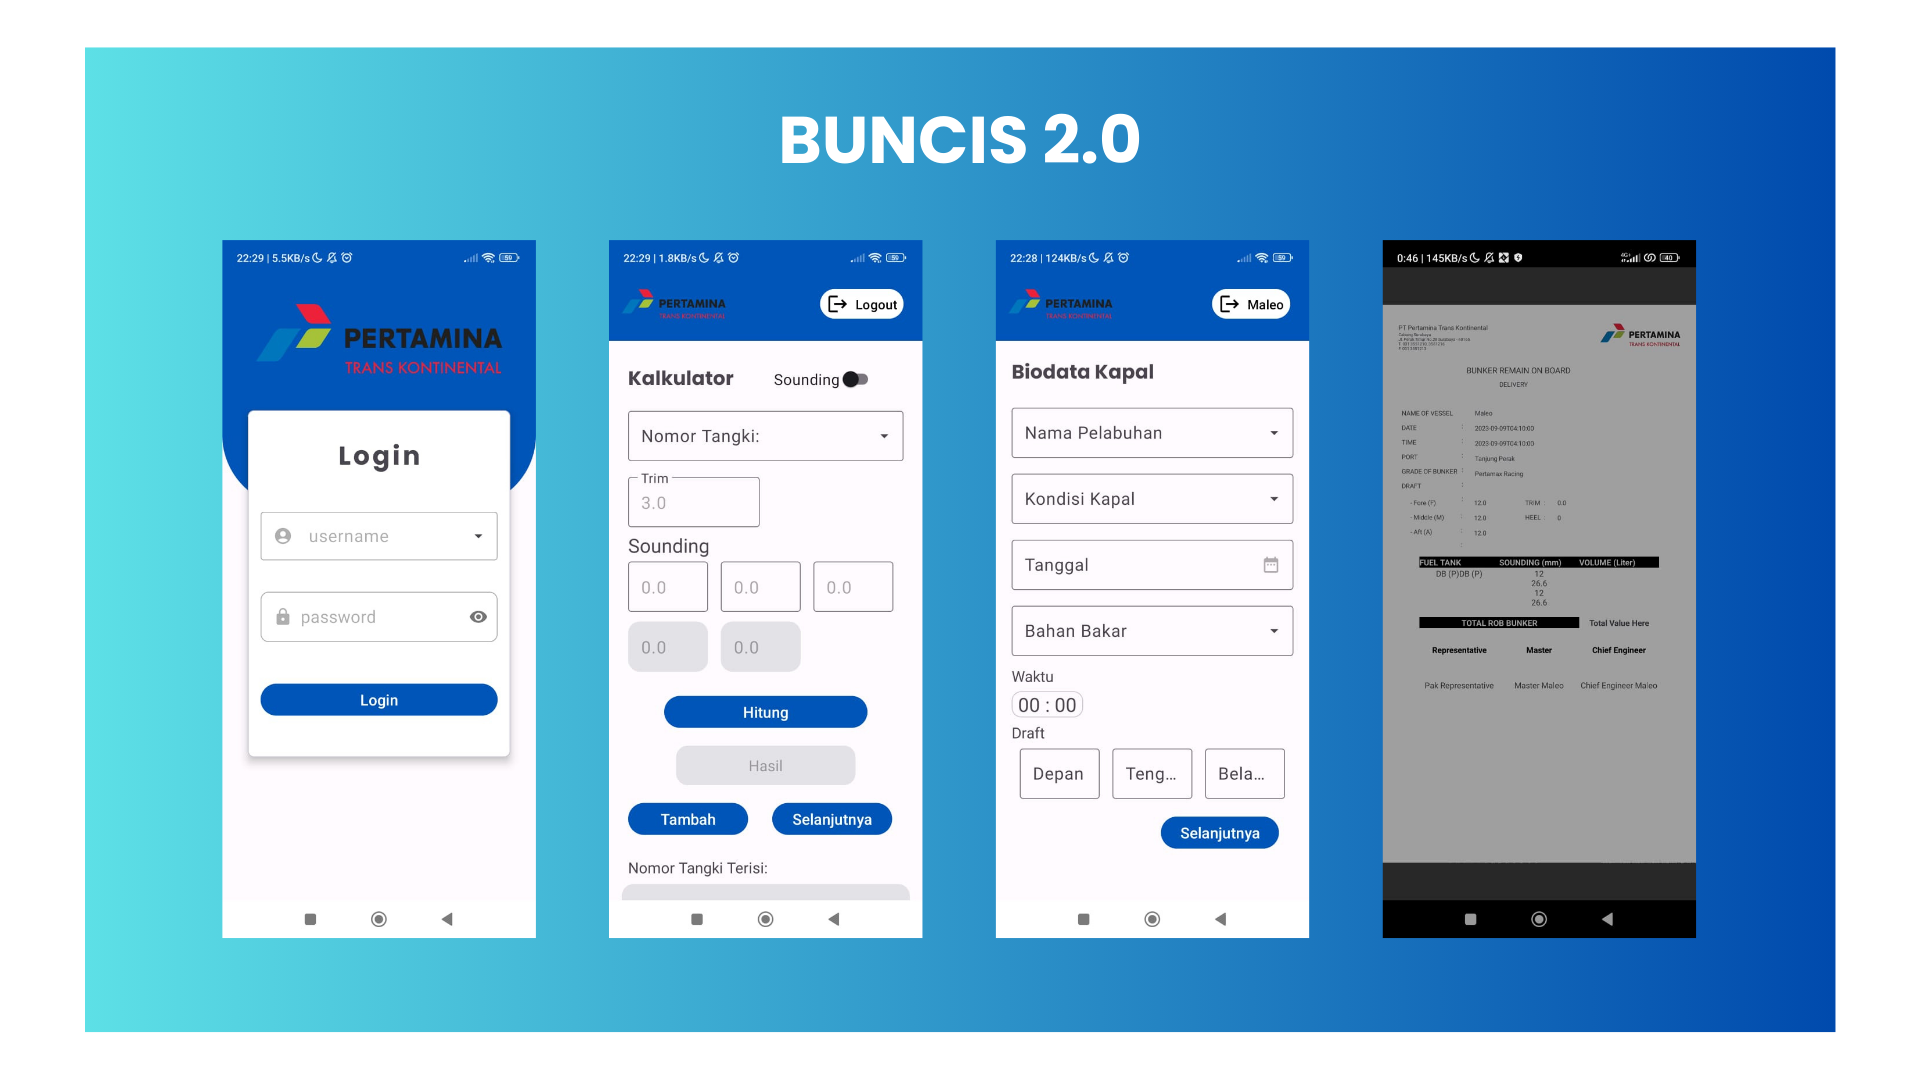 BUNCIS 2.0
22:29 | 5.5KB/s
59
PERTAMINA
TRANS KONTINENTAL
Login
username
password
Login
22:29 | 1.8KB/s
59
PERTAMINA
TRANS KONTINENTAL
Logout
Kalkulator
Sounding
Nomor Tangki:
Trim
3.0
Sounding
0.0 0.0 0.0
0.0 0.0
Hitung
Hasil
Tambah Selanjutnya
Nomor Tangki Terisi:
22:28 | 124KB/s
59
PERTAMINA
TRANS KONTINENTAL
Maleo
Biodata Kapal
Nama Pelabuhan
Kondisi Kapal
Tanggal
Bahan Bakar
Waktu
00 : 00
Draft
Depan Teng... Bela...
Selanjutnya
0:46 | 145KB/s
40
PT Pertamina Trans Kontinental
PERTAMINA
TRANS KONTINENTAL
BUNKER REMAIN ON BOARD
DELIVERY
NAME OF VESSEL Maleo
DATE : 2023-09-09T04:10:00
TIME : 2023-09-09T04:10:00
PORT : Tanjung Perak
GRADE OF BUNKER : Pertamax Racing
DRAFT :
- Fore (F) : 12.0 TRIM : 0.0
- Middle (M) : 12.0 HEEL : 0
- Aft (A) : 12.0
:
FUEL TANK SOUNDING (mm) VOLUME (Liter)
DB (P)DB (P) 12
26.6
12
26.6
TOTAL ROB BUNKER Total Value Here
Representative Master Chief Engineer
Pak Representative Master Maleo Chief Engineer Maleo